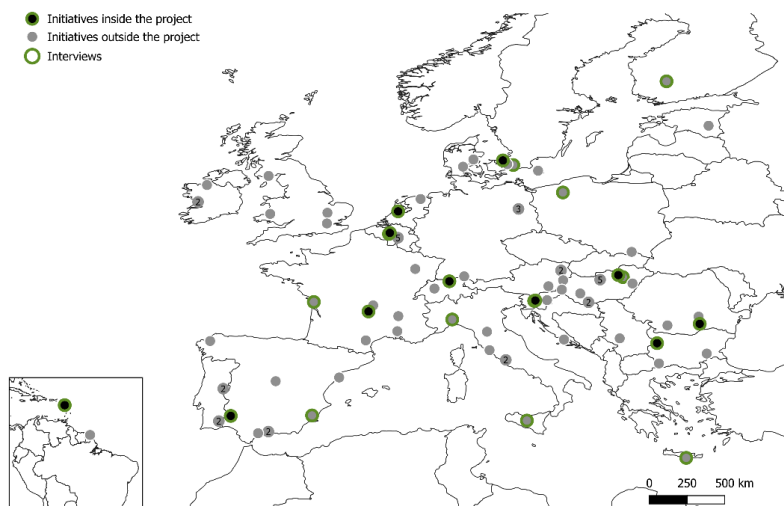 Initiatives inside the project
Initiatives outside the project
Interviews
2
3
5
2
5
2
2
2
2
2
0 250 500 km